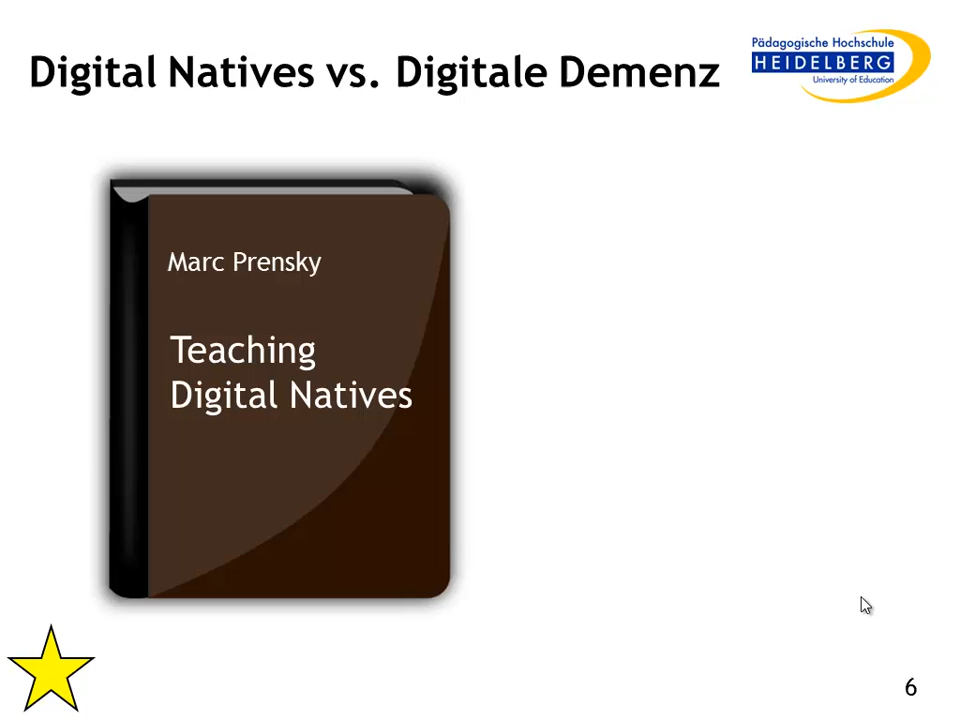 Digital Natives vs. Digitale Demenz
Pädagogische Hochschule
HEIDELBERG
University of Education
Marc Prensky
Teaching
Digital Natives
6